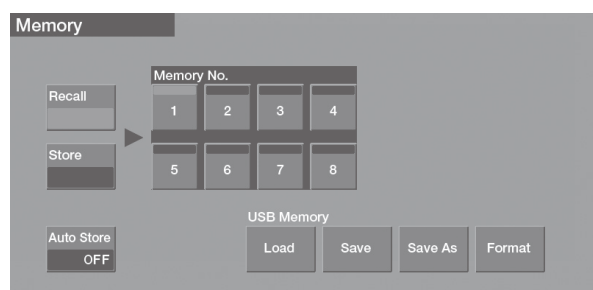 Memory
Memory No.
Recall
1 2 3 4
Store
5 6 7 8
USB Memory
Auto Store
OFF
Load Save Save As Format